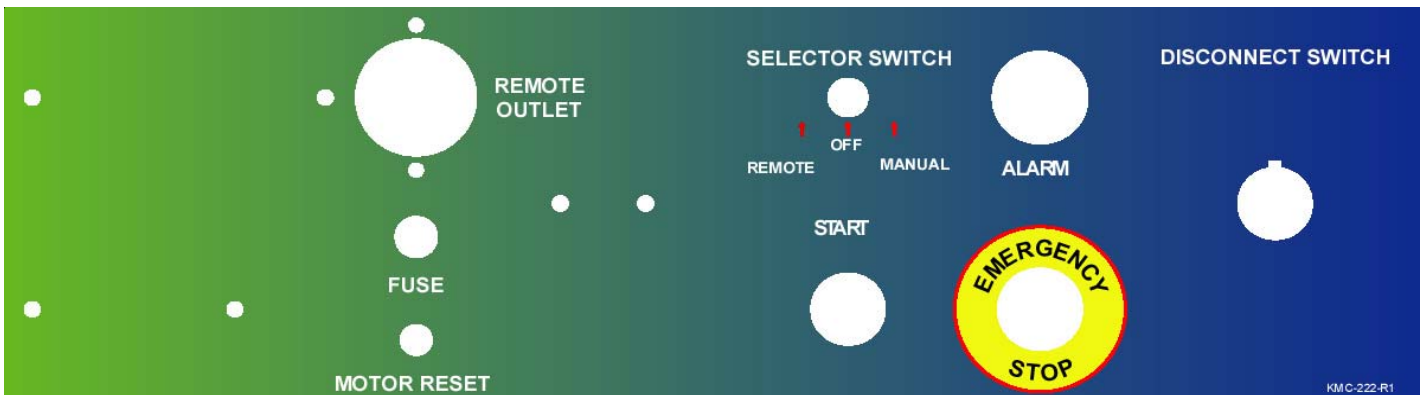 REMOTE
OUTLET
FUSE
MOTOR RESET
SELECTOR SWITCH
REMOTE
OFF
MANUAL
START
ALARM
EMERGENCY
STOP
DISCONNECT SWITCH
KMC-222-R1